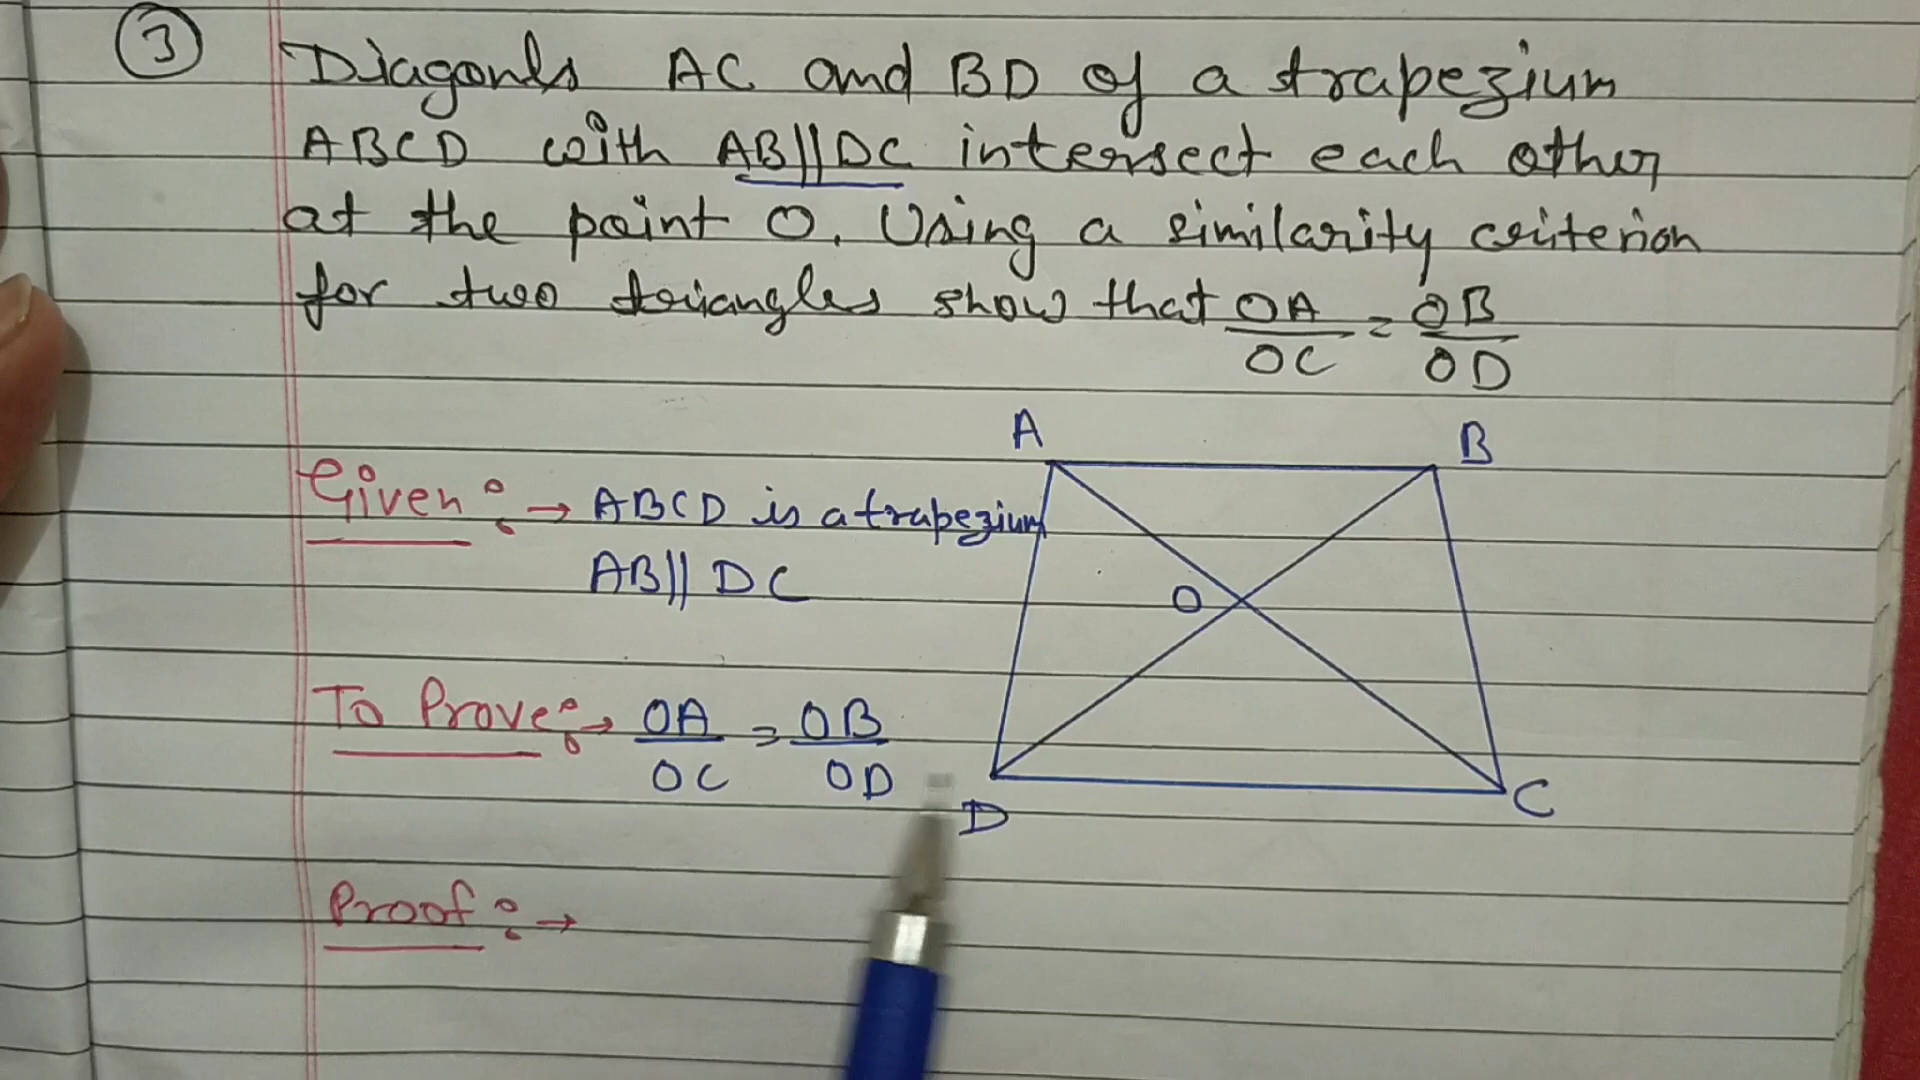 3
Diagonls AC and BD of a trapezium
ABCD with AB||DC intersect each other
at the point O. Using a similarity criterion
for two triangles show that OA/OC = OB/OD
A
B
Given :→ ABCD is a trapezium
AB||DC
O
To Prove :→ OA/OC = OB/OD
D
C
Proof :→